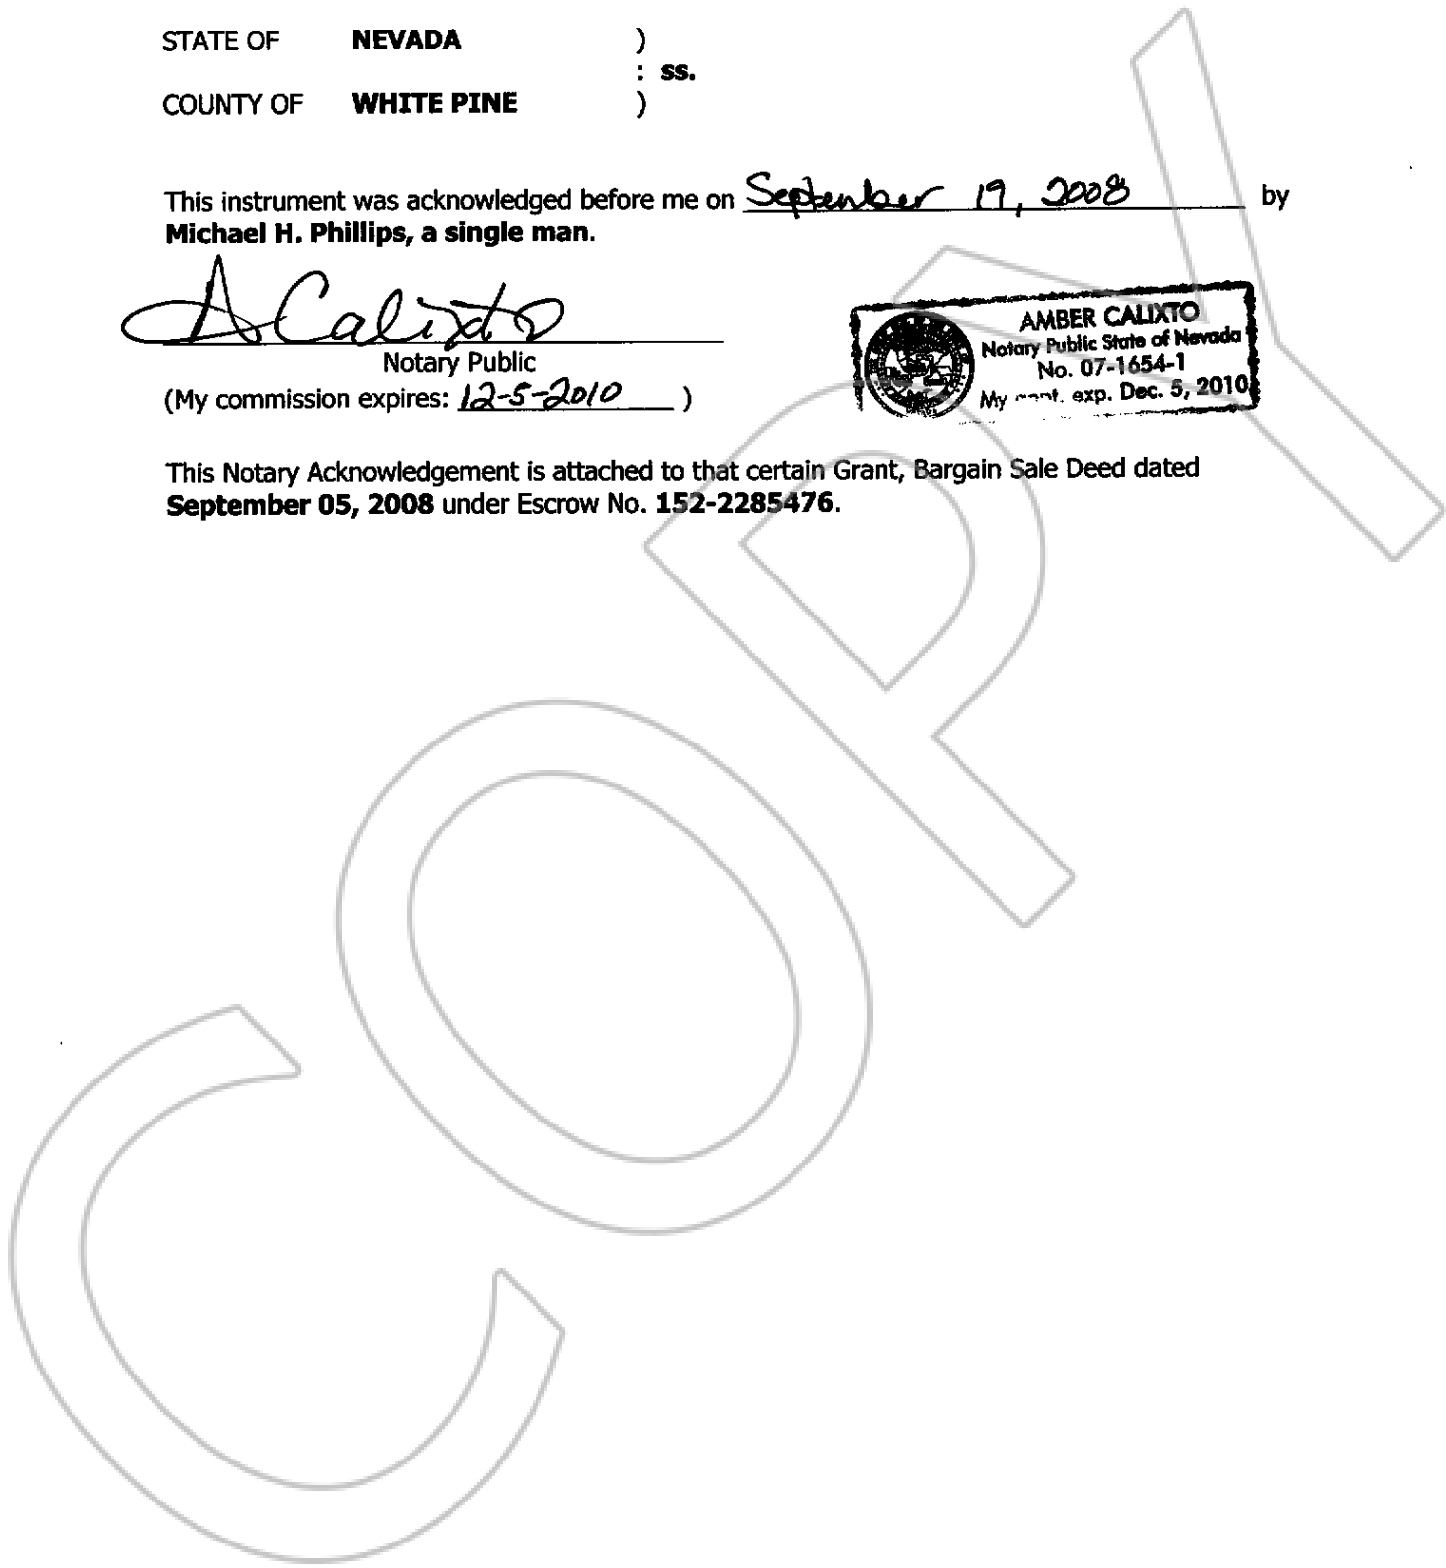 STATE OF NEVADA )
: ss.
COUNTY OF WHITE PINE )
This instrument was acknowledged before me on September 19, 2008 by
Michael H. Phillips, a single man.
A Calixto
Notary Public
(My commission expires: 12-5-2010 )
AMBER CALIXTO
Notary Public State of Nevada
No. 07-1654-1
My exp. Dec. 5, 2010
This Notary Acknowledgement is attached to that certain Grant, Bargain Sale Deed dated
September 05, 2008 under Escrow No. 152-2285476.
COPY